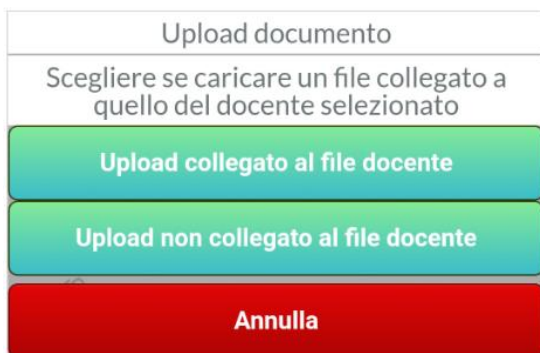 Upload documento
Scegliere se caricare un file collegato a
quello del docente selezionato
Upload collegato al file docente
Upload non collegato al file docente
Annulla